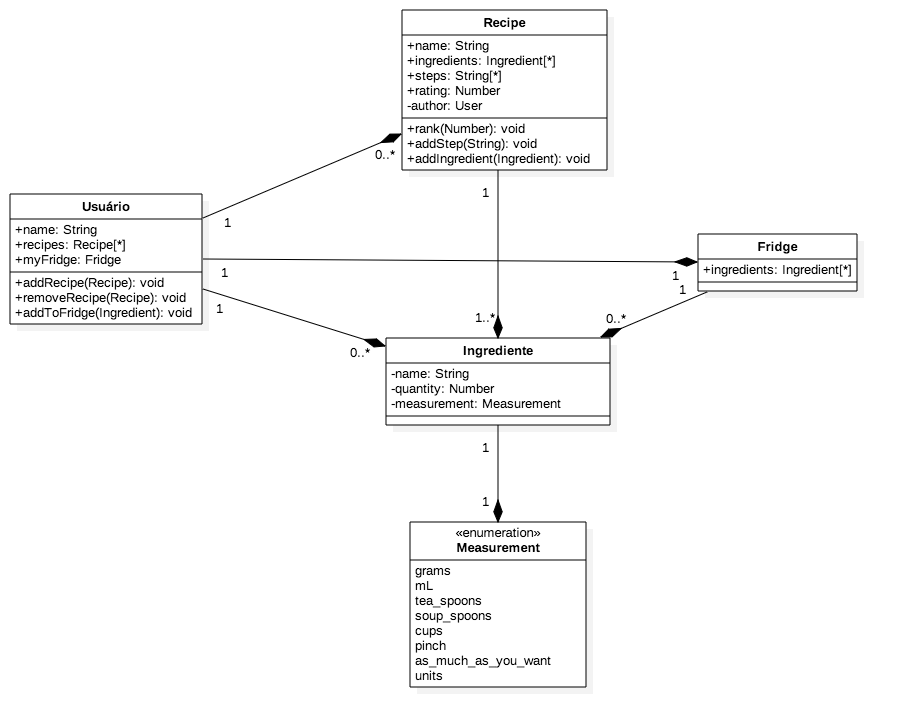 Recipe
+name: String
+ingredients: Ingredient[*]
+steps: String[*]
+rating: Number
-author: User
+rank(Number): void
+addStep(String): void
+addIngredient(Ingredient): void
0..*
1
1
Usuário
+name: String
+recipes: Recipe[*]
+myFridge: Fridge
+addRecipe(Recipe): void
+removeRecipe(Recipe): void
+addToFridge(Ingredient): void
1
1
Fridge
+ingredients: Ingredient[*]
1
1
1..*
0..*
0..*
Ingrediente
-name: String
-quantity: Number
-measurement: Measurement
1
1
«enumeration»
Measurement
grams
mL
tea_spoons
soup_spoons
cups
pinch
as_much_as_you_want
units